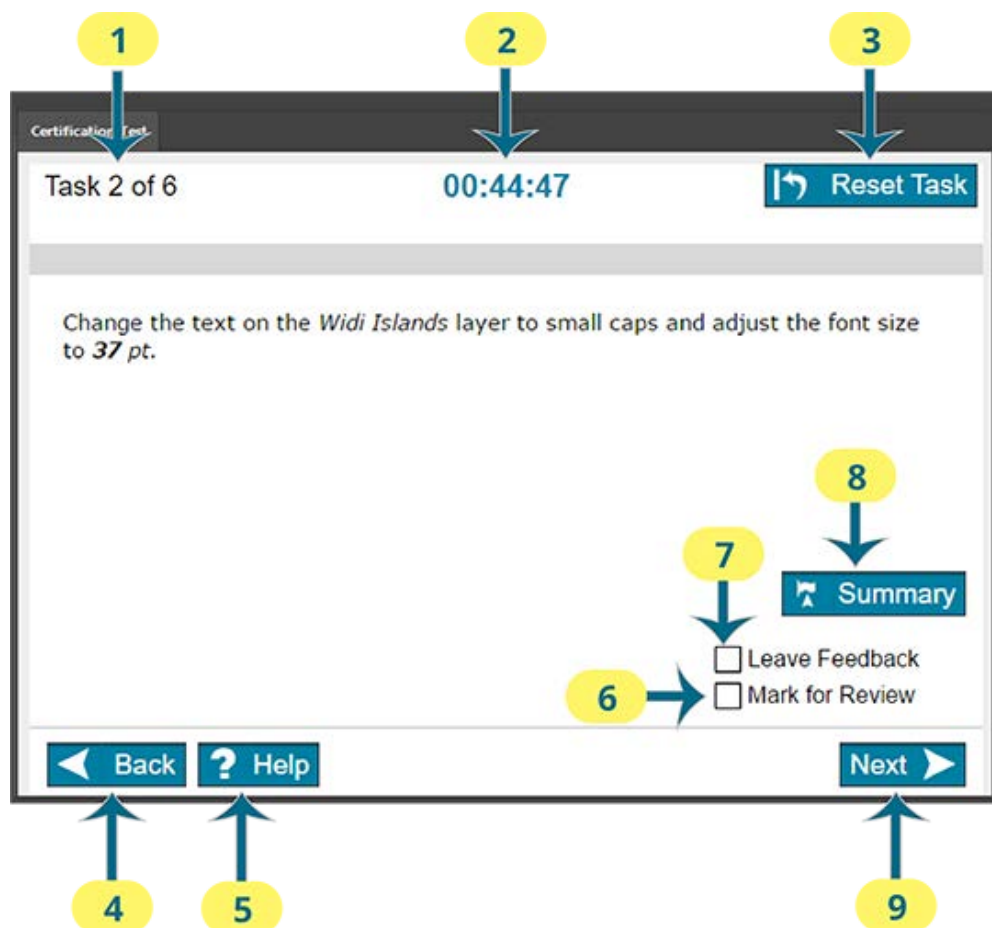 1
2
3
Certification Test
Task 2 of 6
00:44:47
Reset Task
Change the text on the Widi Islands layer to small caps and adjust the font size
to 37 pt.
8
Summary
7
Leave Feedback
6
Mark for Review
Back
? Help
Next
4
5
9